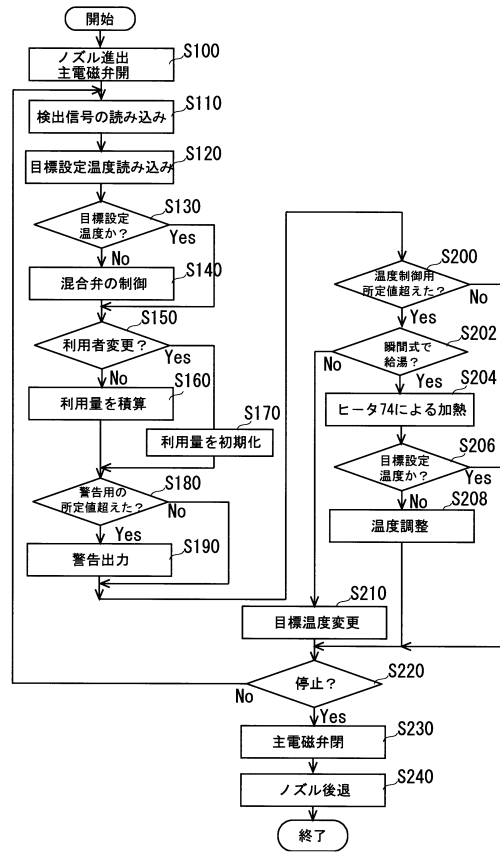 開始
ノズル進出
主電磁弁開
S100
検出信号の読み込み
S110
目標設定温度読み込み
S120
目標設定
温度か？
S130
Yes
No
混合弁の制御
S140
利用者変更？
S150
Yes
No
利用量を積算
S160
利用量を初期化
S170
警告用の
所定値超えた？
S180
No
Yes
警告出力
S190
温度制御用
所定値超えた？
S200
No
Yes
瞬間式で
給湯？
S202
No
Yes
ヒータ74による加熱
S204
目標設定
温度か？
S206
Yes
No
温度調整
S208
目標温度変更
S210
停止？
S220
No
Yes
主電磁弁閉
S230
ノズル後退
S240
終了